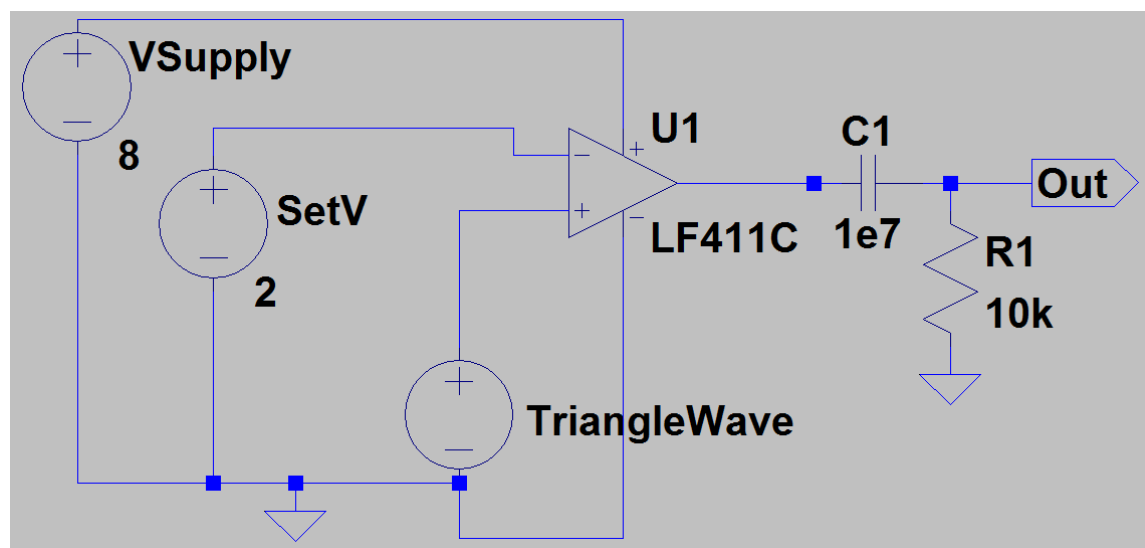 VSupply
8
SetV
2
U1
LF411C
TriangleWave
C1
1e7
Out
R1
10k